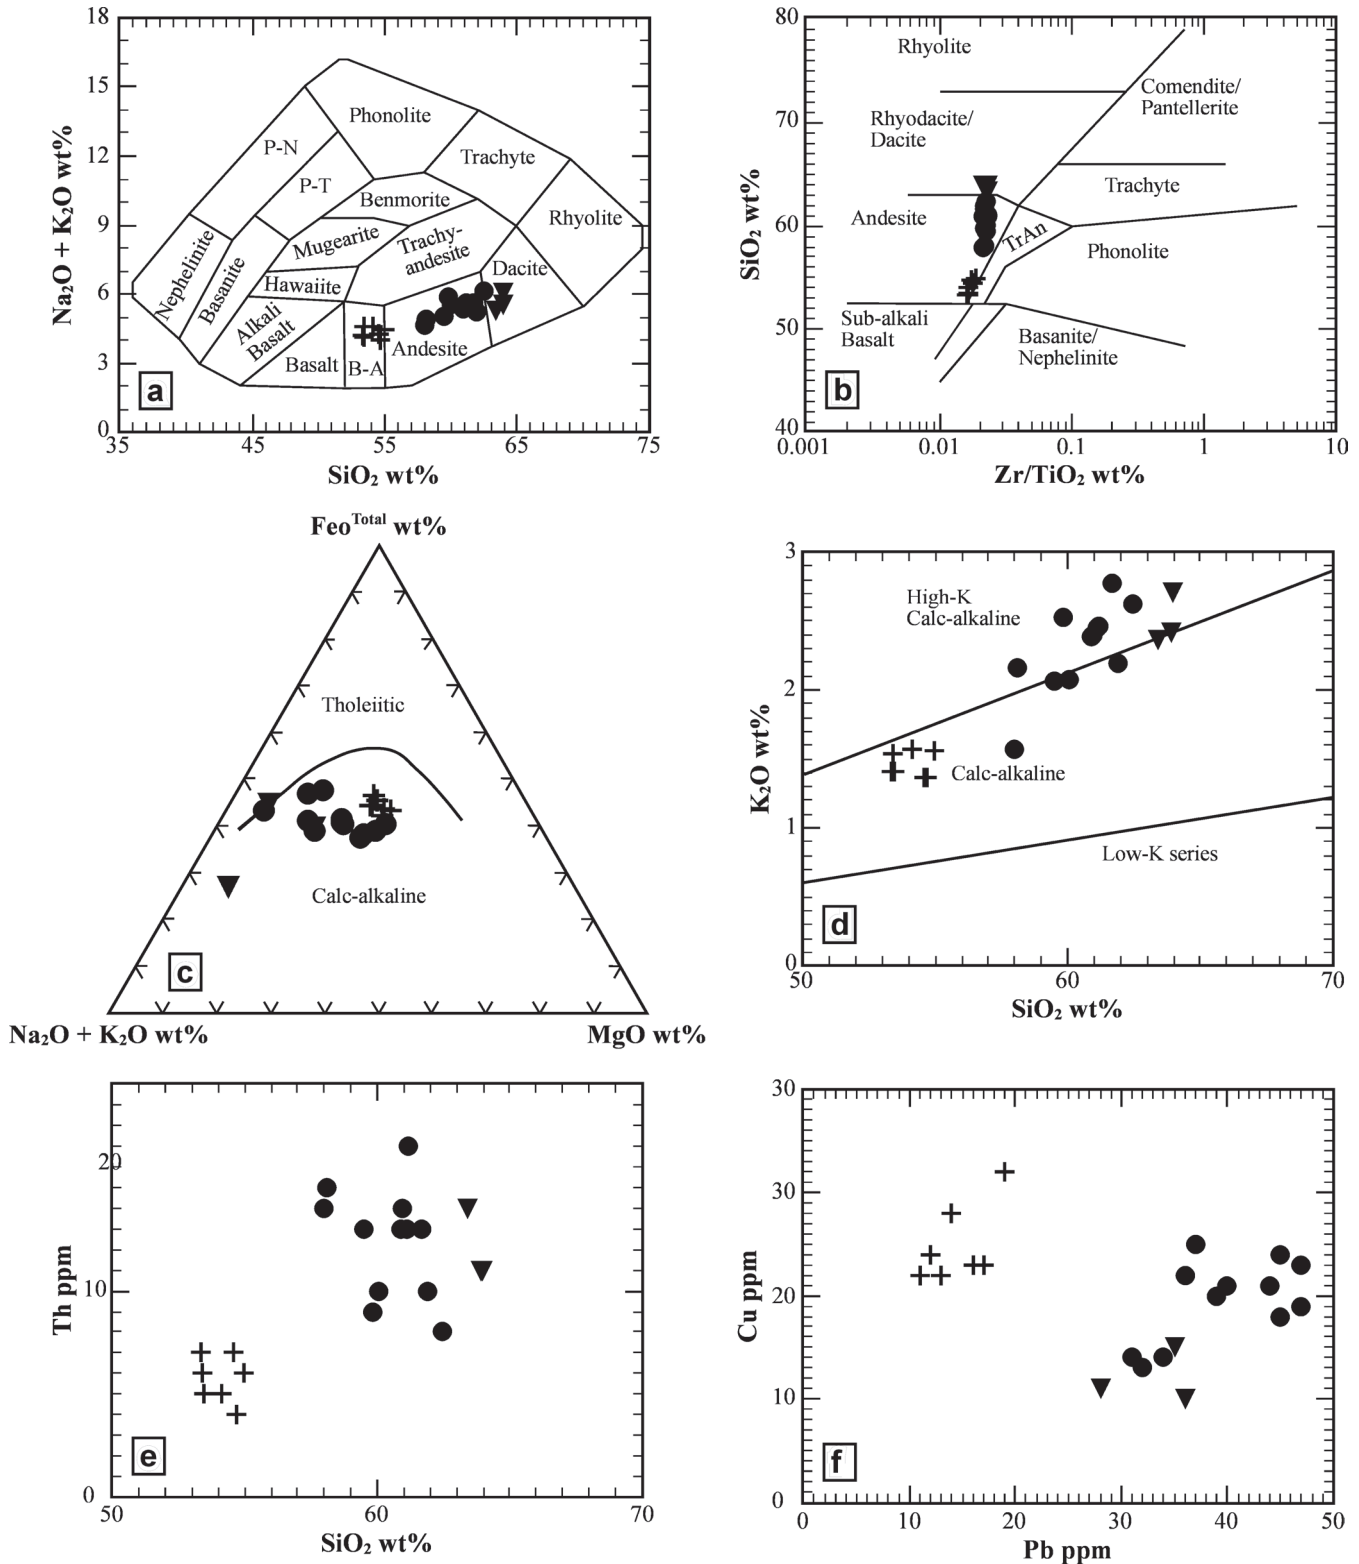 18
15
12
9
6
3
0
35
45
55
65
75
Na₂O + K₂O wt%
SiO₂ wt%
Phonolite
P-N
P-T
Trachyte
Benmorite
Rhyolite
Mugearite
Trachy-
andesite
Nephelinite
Basanite
Hawaiite
Dacite
Alkali
Basalt
Basalt
B-A
Andesite
a
80
70
60
50
40
0.001
0.01
0.1
1
10
SiO₂ wt%
Zr/TiO₂ wt%
Rhyolite
Comendite/
Pantellerite
Rhyodacite/
Dacite
Trachyte
Andesite
TrAn
Phonolite
Sub-alkali
Basalt
Basanite/
Nephelinite
b
Feo^Total wt%
Tholeiitic
Calc-alkaline
c
Na₂O + K₂O wt%
MgO wt%
3
2
1
0
50
60
70
K₂O wt%
SiO₂ wt%
High-K
Calc-alkaline
Calc-alkaline
Low-K series
d
20
10
0
50
60
70
Th ppm
SiO₂ wt%
e
30
30
20
10
0
0
10
20
30
40
50
Cu ppm
Pb ppm
f